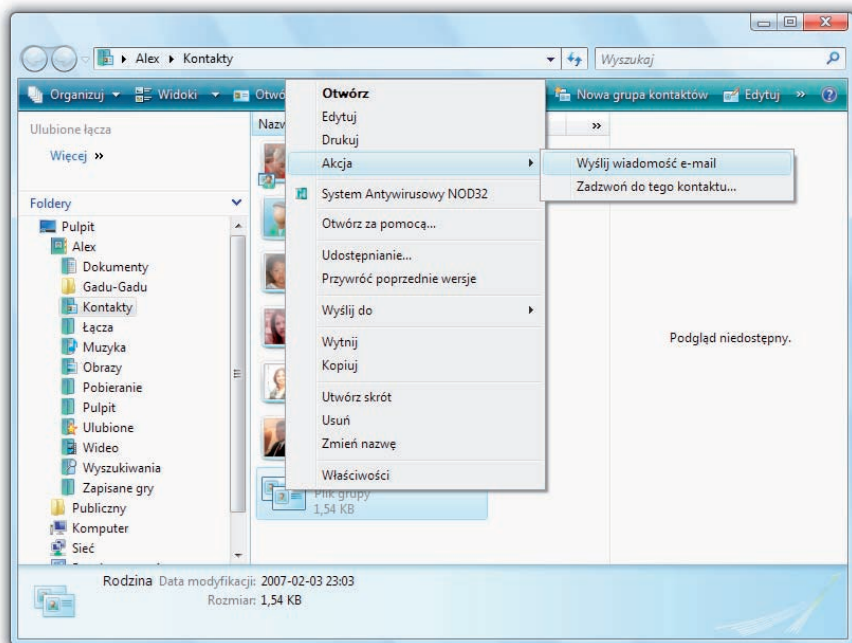 Alex Kontakty
Wyszukaj
Organizuj Widoki Nowa grupa kontaktów Edytuj »
Ulubione łącza
Więcej »
Foldery
Pulpit
Alex
Dokumenty
Gadu-Gadu
Kontakty
Łącza
Muzyka
Obrazy
Pobieranie
Pulpit
Ulubione
Wideo
Wyszukiwania
Zapisane gry
Publiczny
Komputer
Sieć
»
Otwórz
Edytuj
Drukuj
Akcja
System Antywirusowy NOD32
Otwórz za pomocą...
Udostępnianie...
Przywróć poprzednie wersje
Wyślij do
Wytnij
Kopiuj
Utwórz skrót
Usuń
Zmień nazwę
Właściwości
Wyślij wiadomość e-mail
Zadzwoń do tego kontaktu...
Plik grupy
1,54 KB
Podgląd niedostępny.
Rodzina Data modyfikacji: 2007-02-03 23:03
Rozmiar: 1,54 KB